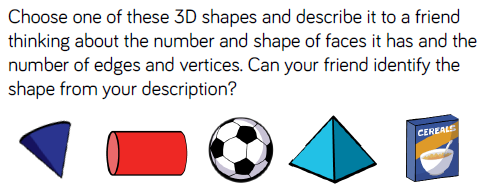 Choose one of these 3D shapes and describe it to a friend
thinking about the number and shape of faces it has and the
number of edges and vertices. Can your friend identify the
shape from your description?
CEREALS